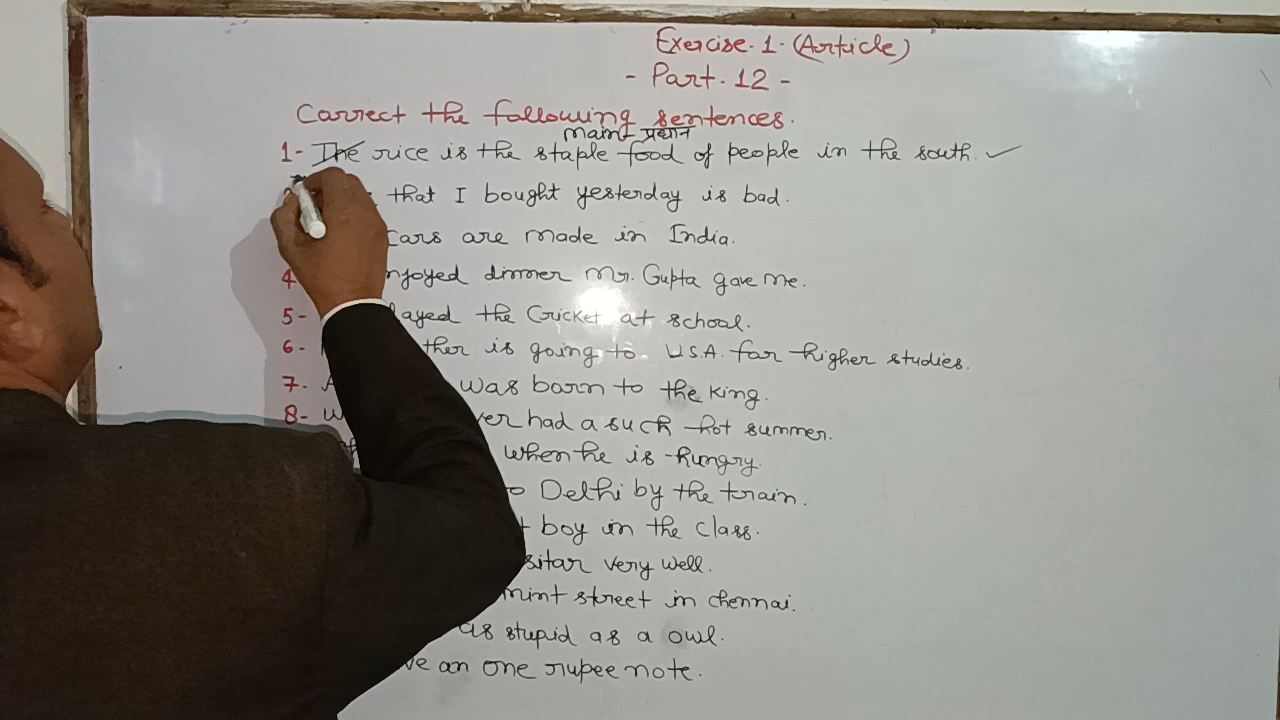 Exercise. 1 - (Article)
- Part. 12 -
Correct the following sentences.
main - प्रधान
1- The rice is the staple food of people in the south. ✓
that I bought yesterday is bad.
cars are made in India.
4 njoyed dinner Mr. Gupta gave me.
5- layed the Cricket at school.
6- ther is going to U.S.A. for higher studies.
7- A was born to the king.
8- W ver had a such hot summer.
when he is hungry.
to Delhi by the train.
t boy in the class.
sitar very well.
mint street in chennai.
as stupid as a owl.
ve an one rupee note.